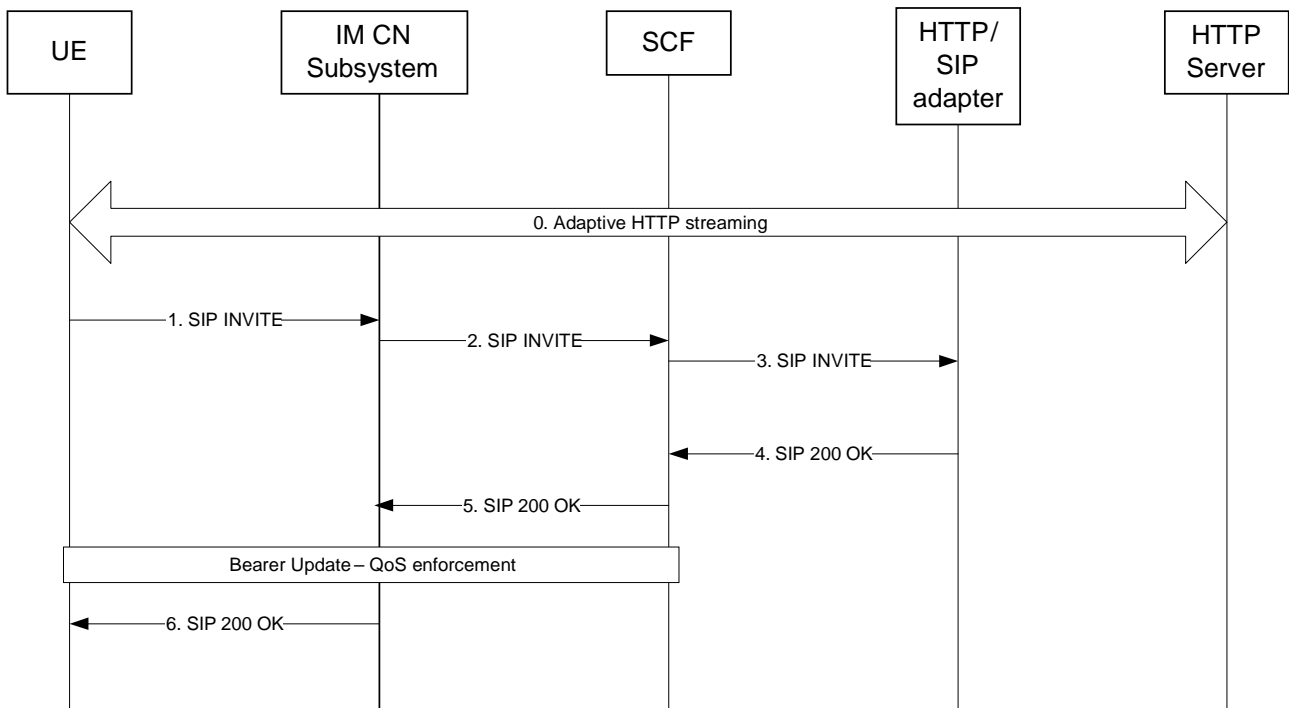 UE
IM CN
Subsystem
SCF
HTTP/
SIP
adapter
HTTP
Server
0. Adaptive HTTP streaming
1. SIP INVITE
2. SIP INVITE
3. SIP INVITE
4. SIP 200 OK
5. SIP 200 OK
Bearer Update – QoS enforcement
6. SIP 200 OK